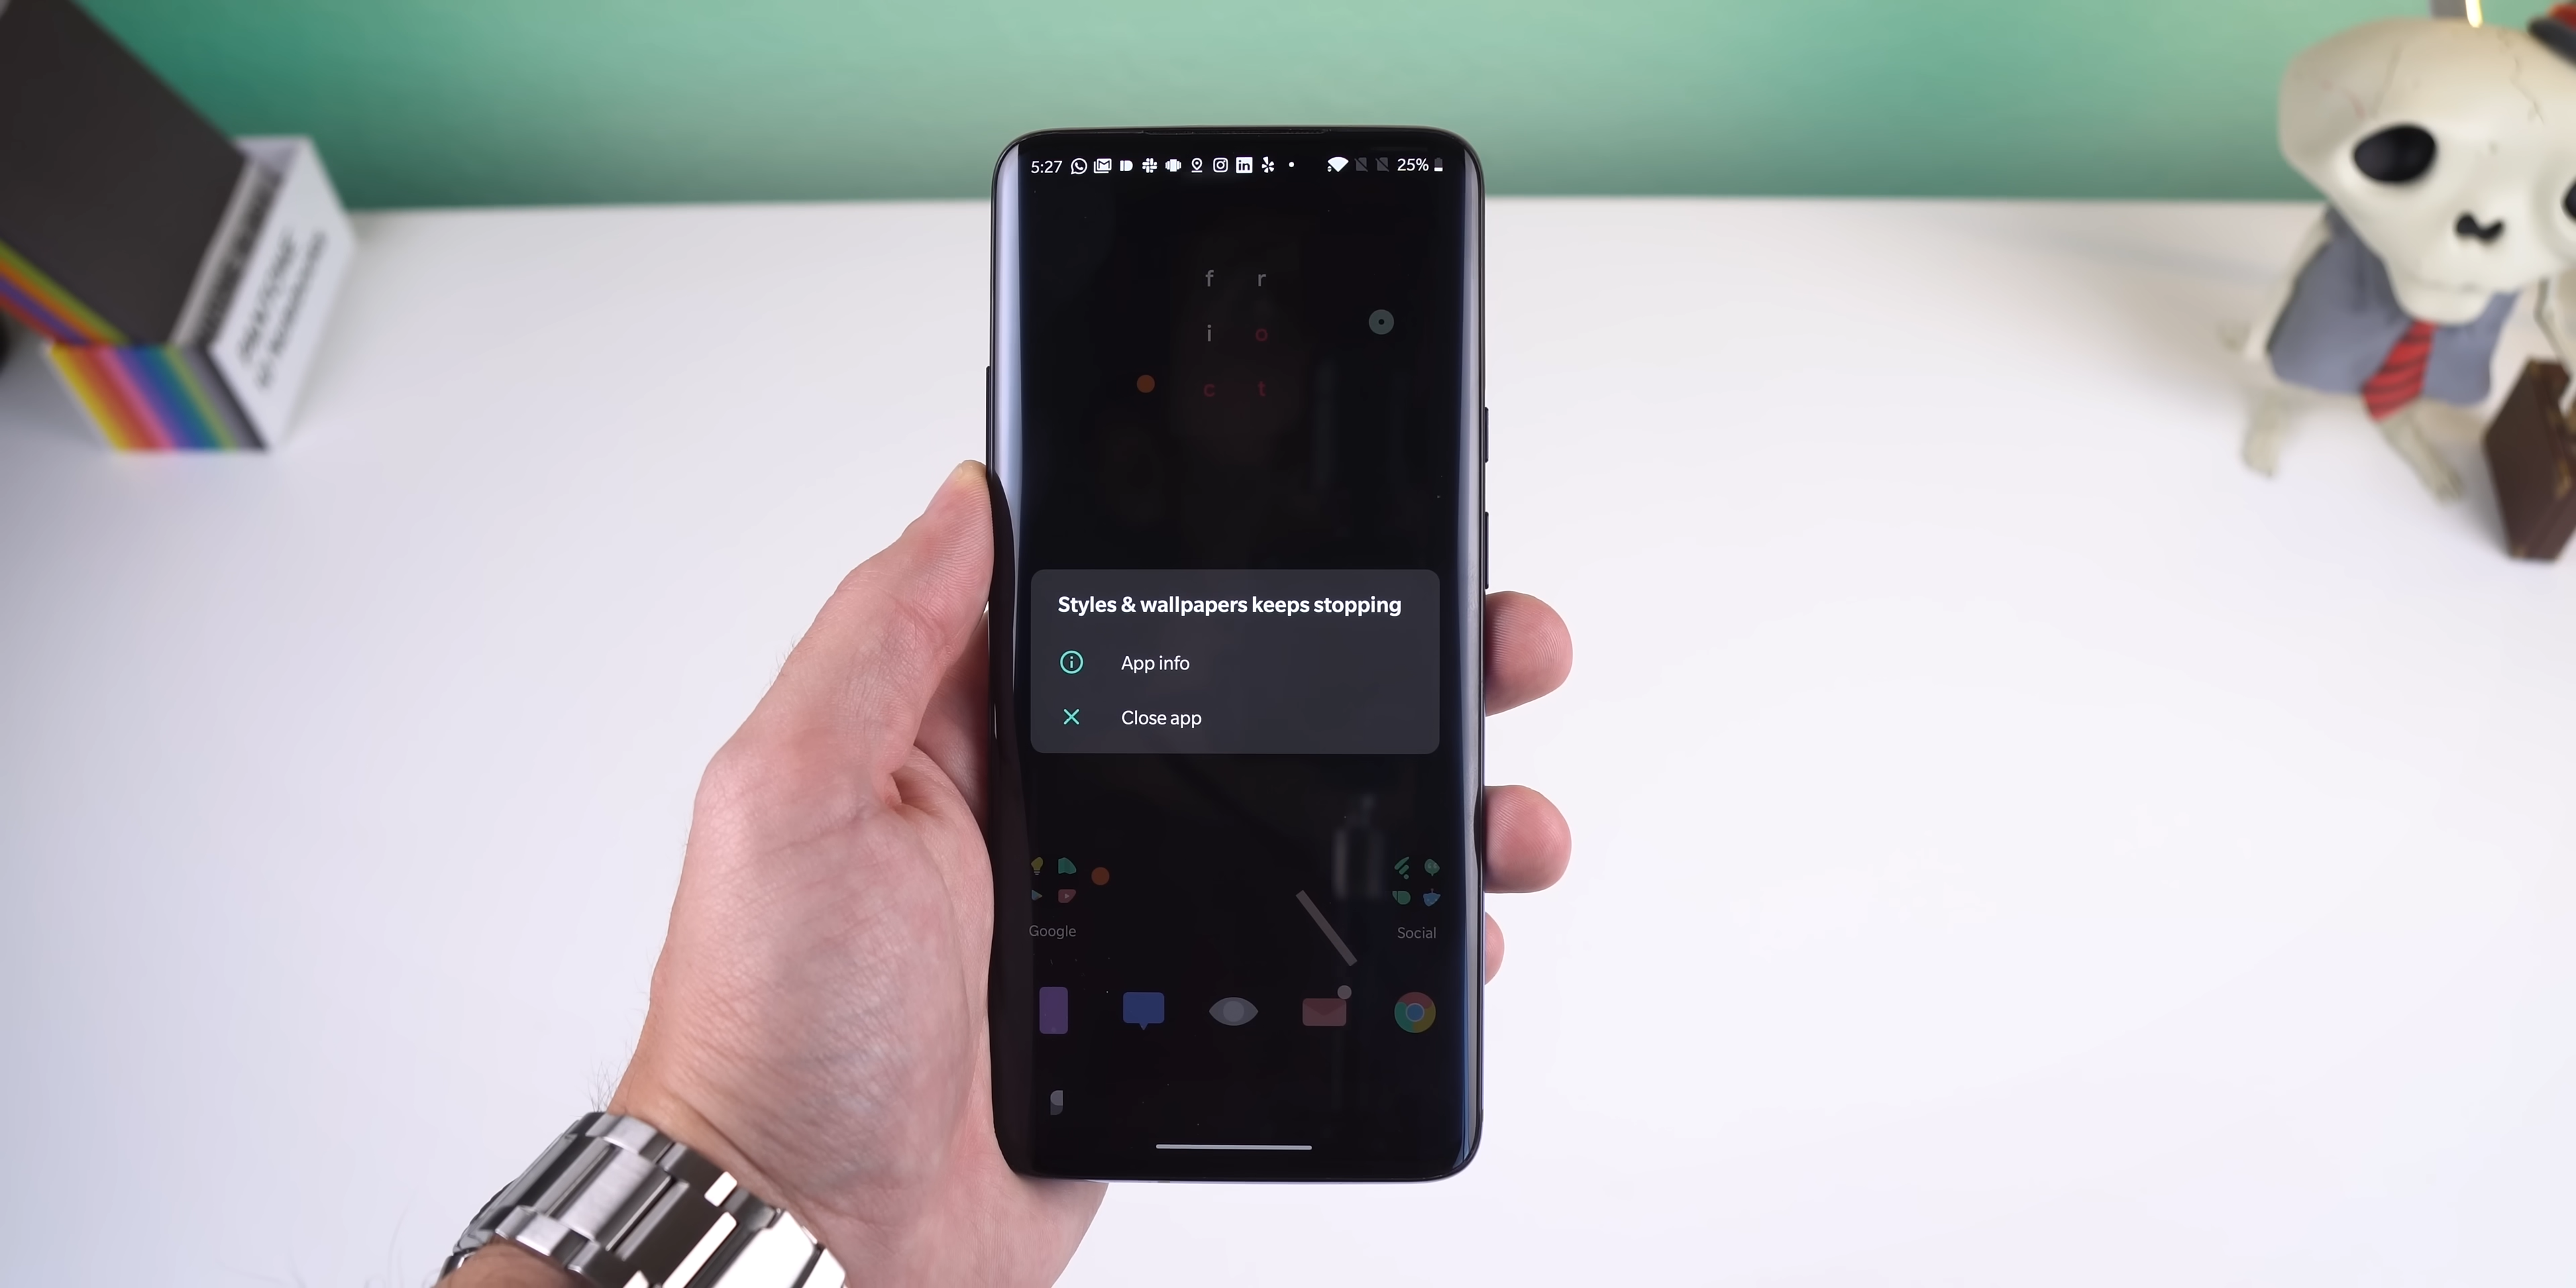 5:27
25%
f r
i o
c t
Styles & wallpapers keeps stopping
App info
Close app
Google
Social